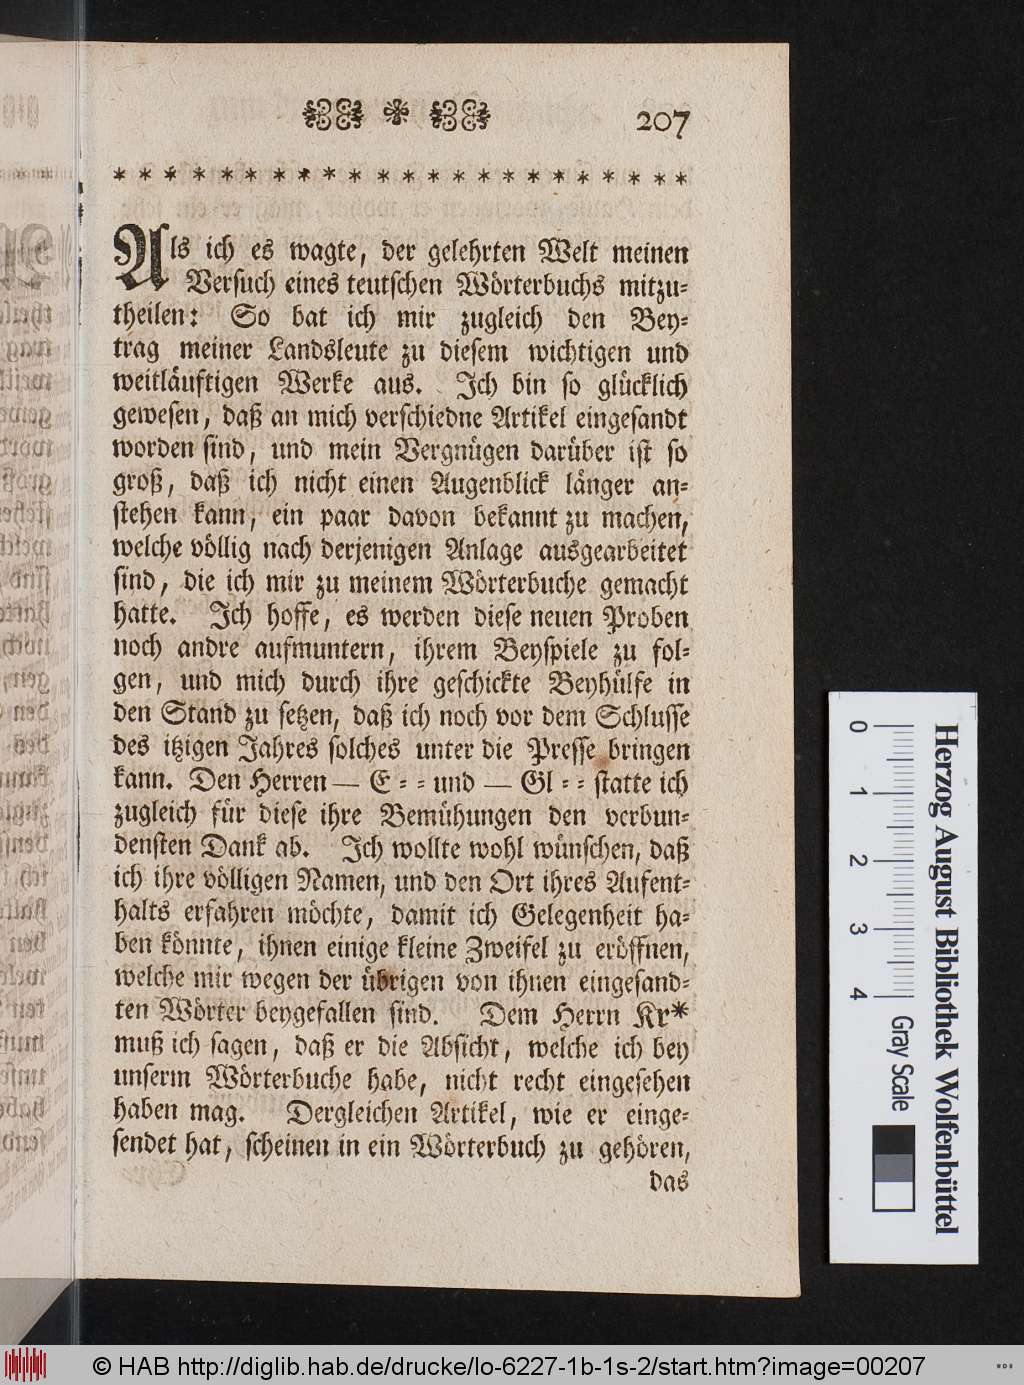 207
* * * * * * * * * * * * * * * * * * * * * * *
Als ich es wagte, der gelehrten Welt meinen
Versuch eines teutschen Wörterbuchs mitzu-
theilen: So bat ich mir zugleich den Bey-
trag meiner Landsleute zu diesem wichtigen und
weitläuftigen Werke aus. Ich bin so glücklich
gewesen, daß an mich verschiedne Artikel eingesandt
worden sind, und mein Vergnügen darüber ist so
groß, daß ich nicht einen Augenblick länger an-
stehen kann, ein paar davon bekannt zu machen,
welche völlig nach derjenigen Anlage ausgearbeitet
sind, die ich mir zu meinem Wörterbuche gemacht
hatte. Ich hoffe, es werden diese neuen Proben
noch andre aufmuntern, ihrem Beyspiele zu fol-
gen, und mich durch ihre geschickte Beyhülfe in
den Stand zu setzen, daß ich noch vor dem Schlusse
des itzigen Jahres solches unter die Presse bringen
kann. Den Herren — E - - und — Gl - - statte ich
zugleich für diese ihre Bemühungen den verbun-
densten Dank ab. Ich wollte wohl wünschen, daß
ich ihre völligen Namen, und den Ort ihres Aufent-
halts erfahren möchte, damit ich Gelegenheit ha-
ben könnte, ihnen einige kleine Zweifel zu eröffnen,
welche mir wegen der übrigen von ihnen eingesand-
ten Wörter beygefallen sind. Dem Herrn Kr*
muß ich sagen, daß er die Absicht, welche ich bey
unserm Wörterbuche habe, nicht recht eingesehen
haben mag. Dergleichen Artikel, wie er einge-
sendet hat, scheinen in ein Wörterbuch zu gehören,
das
0 1 2 3 4
Herzog August Bibliothek Wolfenbüttel
Gray Scale
© HAB http://diglib.hab.de/drucke/lo-6227-1b-1s-2/start.htm?image=00207